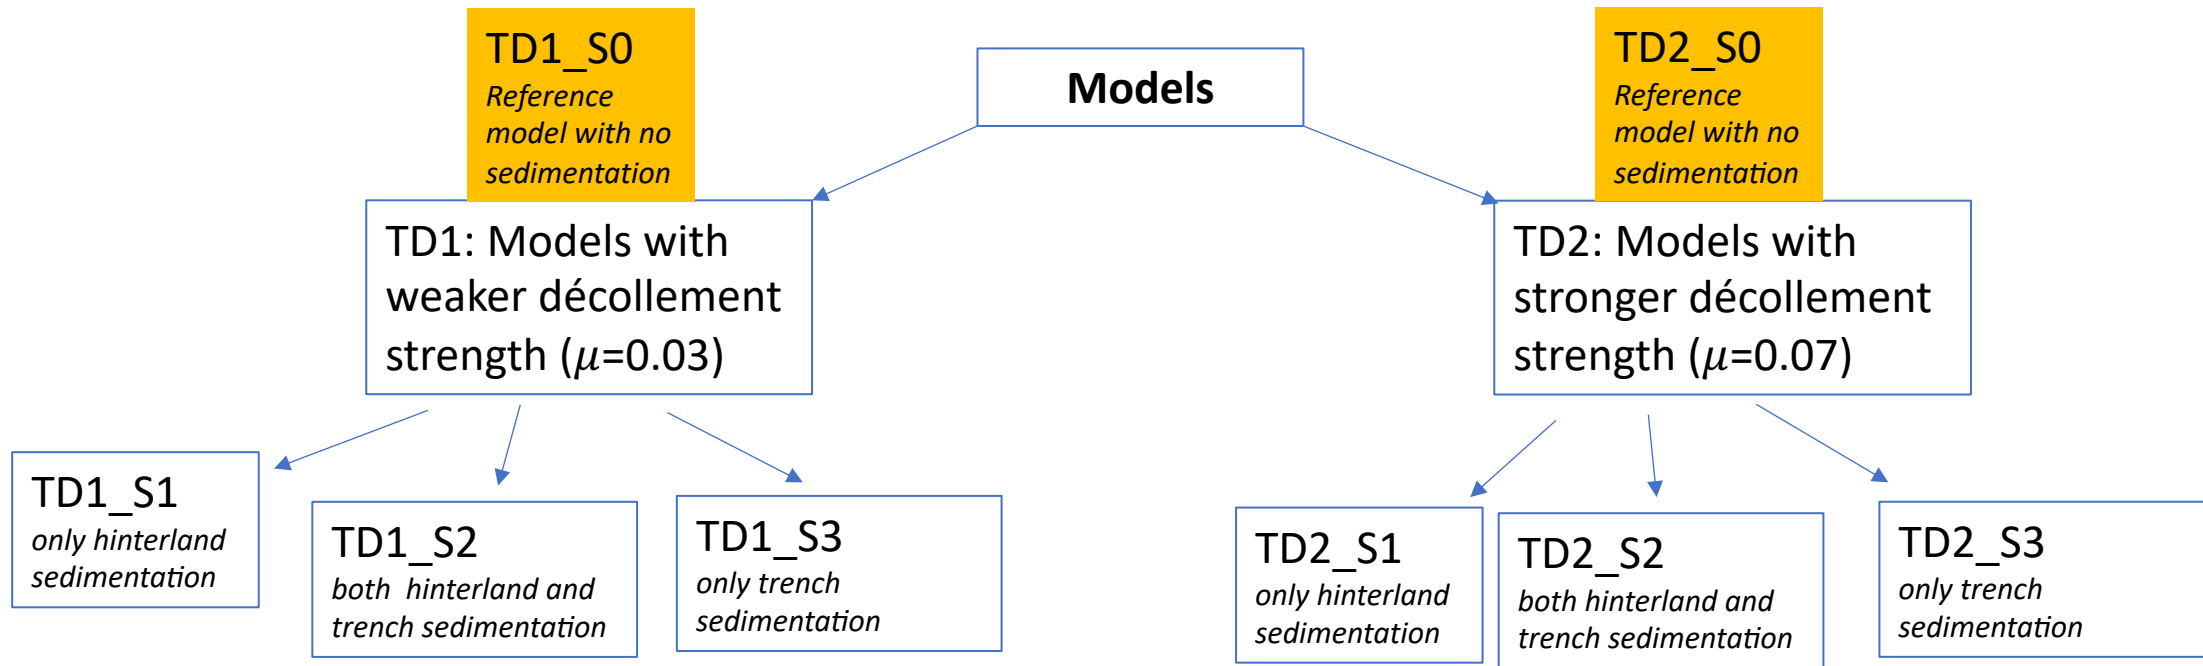 Models
TD1_S0
Reference
model with no
sedimentation
TD1: Models with
weaker décollement
strength (𝜇=0.03)
TD1_S1
only hinterland
sedimentation
TD1_S2
both  hinterland and
trench sedimentation
TD1_S3
only trench
sedimentation
TD2_S0
Reference
model with no
sedimentation
TD2: Models with
stronger décollement
strength (𝜇=0.07)
TD2_S1
only hinterland
sedimentation
TD2_S2
both hinterland and
trench sedimentation
TD2_S3
only trench
sedimentation